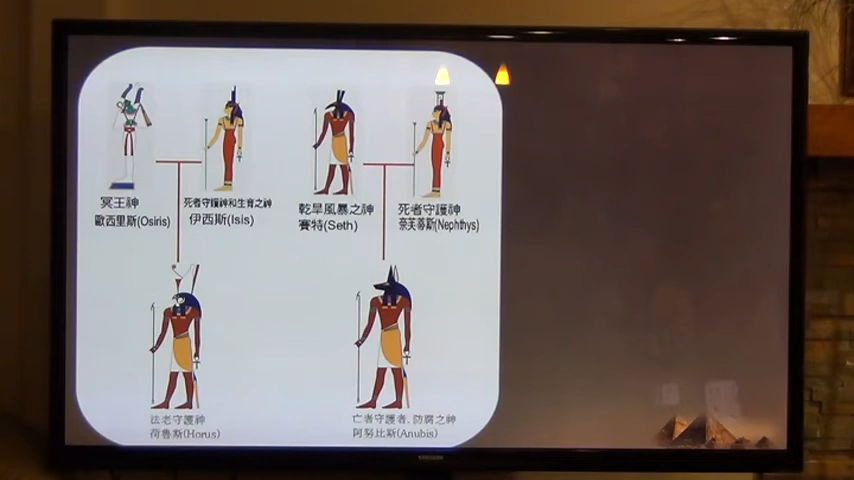 冥王神
歐西里斯(Osiris)
死者守護神和生育之神
伊西斯(Isis)
乾旱風暴之神
賽特(Seth)
死者守護神
奈芙蒂斯(Nephthys)
法老守護神
荷魯斯(Horus)
亡者守護者、防腐之神
阿努比斯(Anubis)